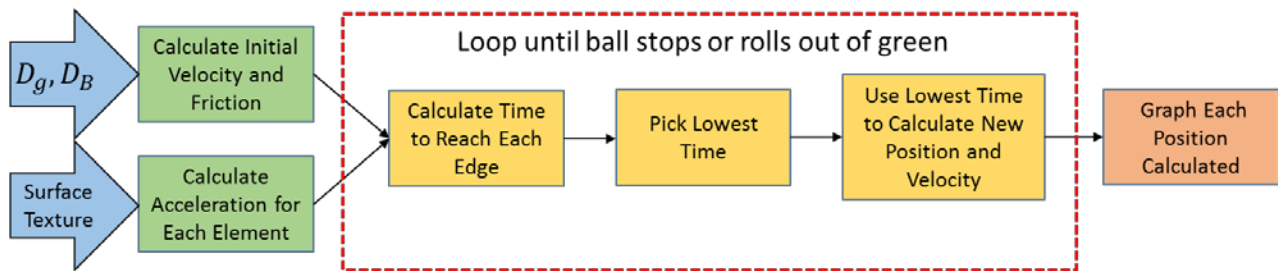 D_g, D_B
Calculate Initial
Velocity and
Friction
Surface
Texture
Calculate
Acceleration for
Each Element
Loop until ball stops or rolls out of green
Calculate Time
to Reach Each
Edge
Pick Lowest
Time
Use Lowest Time
to Calculate New
Position and
Velocity
Graph Each
Position
Calculated